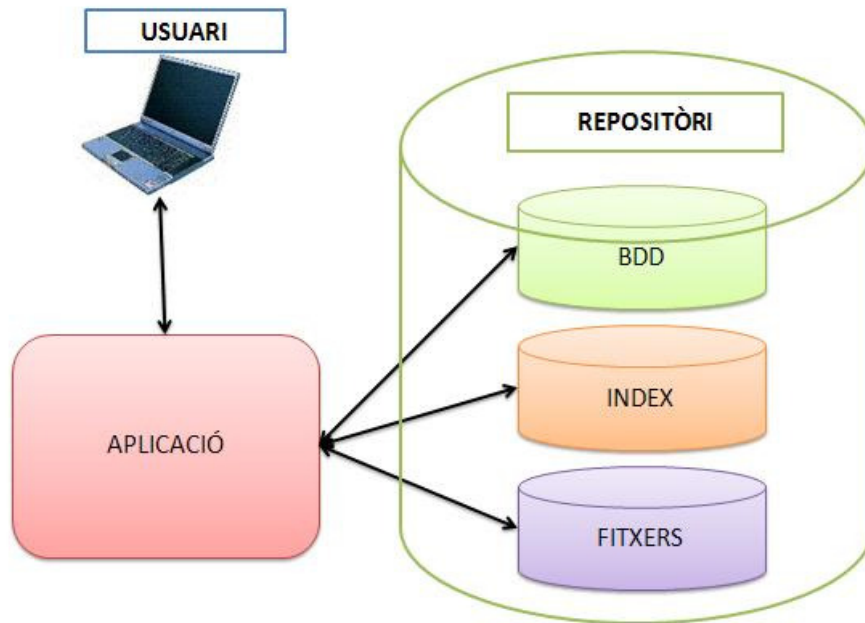 USUARI
REPOSITÒRI
BDD
INDEX
APLICACIÓ
FITXERS